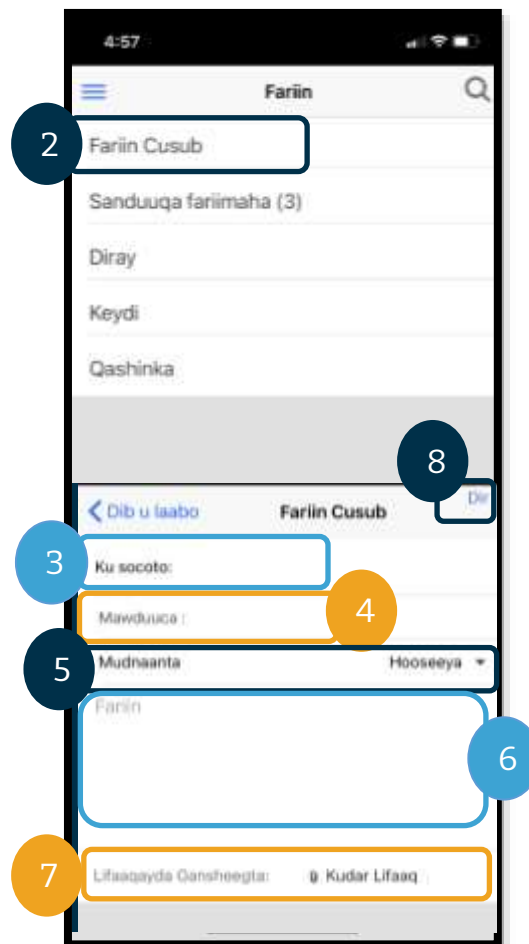 4:57
Fariin
2
Fariin Cusub
Sanduuqa fariimaha (3)
Diray
Keydi
Qashinka
8
Dib u laabo Fariin Cusub Dir
3 Ku socoto:
Mawduuca : 4
5 Mudnaanta Hooseeya
Fariin
6
7 Lifaaqayda Gansheegta: Kudar Lifaaq